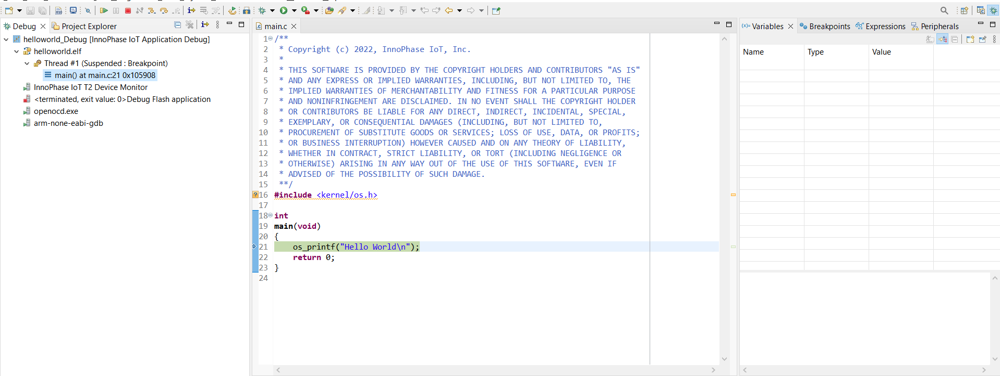 Debug
Project Explorer
helloworld_Debug [InnoPhase IoT Application Debug]
helloworld.elf
Thread #1 (Suspended : Breakpoint)
main() at main.c:21 0x105908
InnoPhase IoT T2 Device Monitor
<terminated, exit value: 0>Debug Flash application
openocd.exe
arm-none-eabi-gdb
main.c
1 /**
2 * Copyright (c) 2022, InnoPhase IoT, Inc.
3 *
4 * THIS SOFTWARE IS PROVIDED BY THE COPYRIGHT HOLDERS AND CONTRIBUTORS "AS IS"
5 * AND ANY EXPRESS OR IMPLIED WARRANTIES, INCLUDING, BUT NOT LIMITED TO, THE
6 * IMPLIED WARRANTIES OF MERCHANTABILITY AND FITNESS FOR A PARTICULAR PURPOSE
7 * AND NONINFRINGEMENT ARE DISCLAIMED. IN NO EVENT SHALL THE COPYRIGHT HOLDER
8 * OR CONTRIBUTORS BE LIABLE FOR ANY DIRECT, INDIRECT, INCIDENTAL, SPECIAL,
9 * EXEMPLARY, OR CONSEQUENTIAL DAMAGES (INCLUDING, BUT NOT LIMITED TO,
10 * PROCUREMENT OF SUBSTITUTE GOODS OR SERVICES; LOSS OF USE, DATA, OR PROFITS;
11 * OR BUSINESS INTERRUPTION) HOWEVER CAUSED AND ON ANY THEORY OF LIABILITY,
12 * WHETHER IN CONTRACT, STRICT LIABILITY, OR TORT (INCLUDING NEGLIGENCE OR
13 * OTHERWISE) ARISING IN ANY WAY OUT OF THE USE OF THIS SOFTWARE, EVEN IF
14 * ADVISED OF THE POSSIBILITY OF SUCH DAMAGE.
15 **/
16 #include <kernel/os.h>
17
18 int
19 main(void)
20 {
21 os_printf("Hello World\n");
22 return 0;
23 }
24
(x)= Variables
Breakpoints
Expressions
Peripherals
Name Type Value